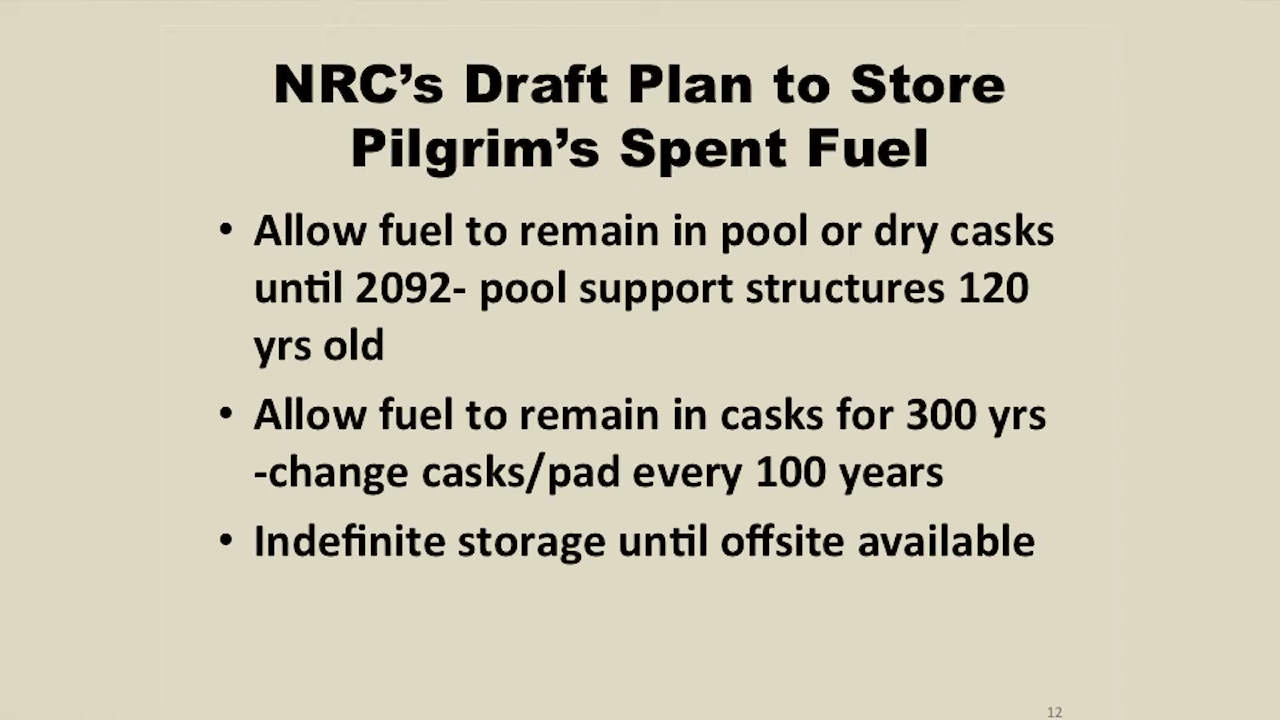 NRC’s Draft Plan to Store
Pilgrim’s Spent Fuel
• Allow fuel to remain in pool or dry casks
until 2092- pool support structures 120
yrs old
• Allow fuel to remain in casks for 300 yrs
-change casks/pad every 100 years
• Indefinite storage until offsite available
12